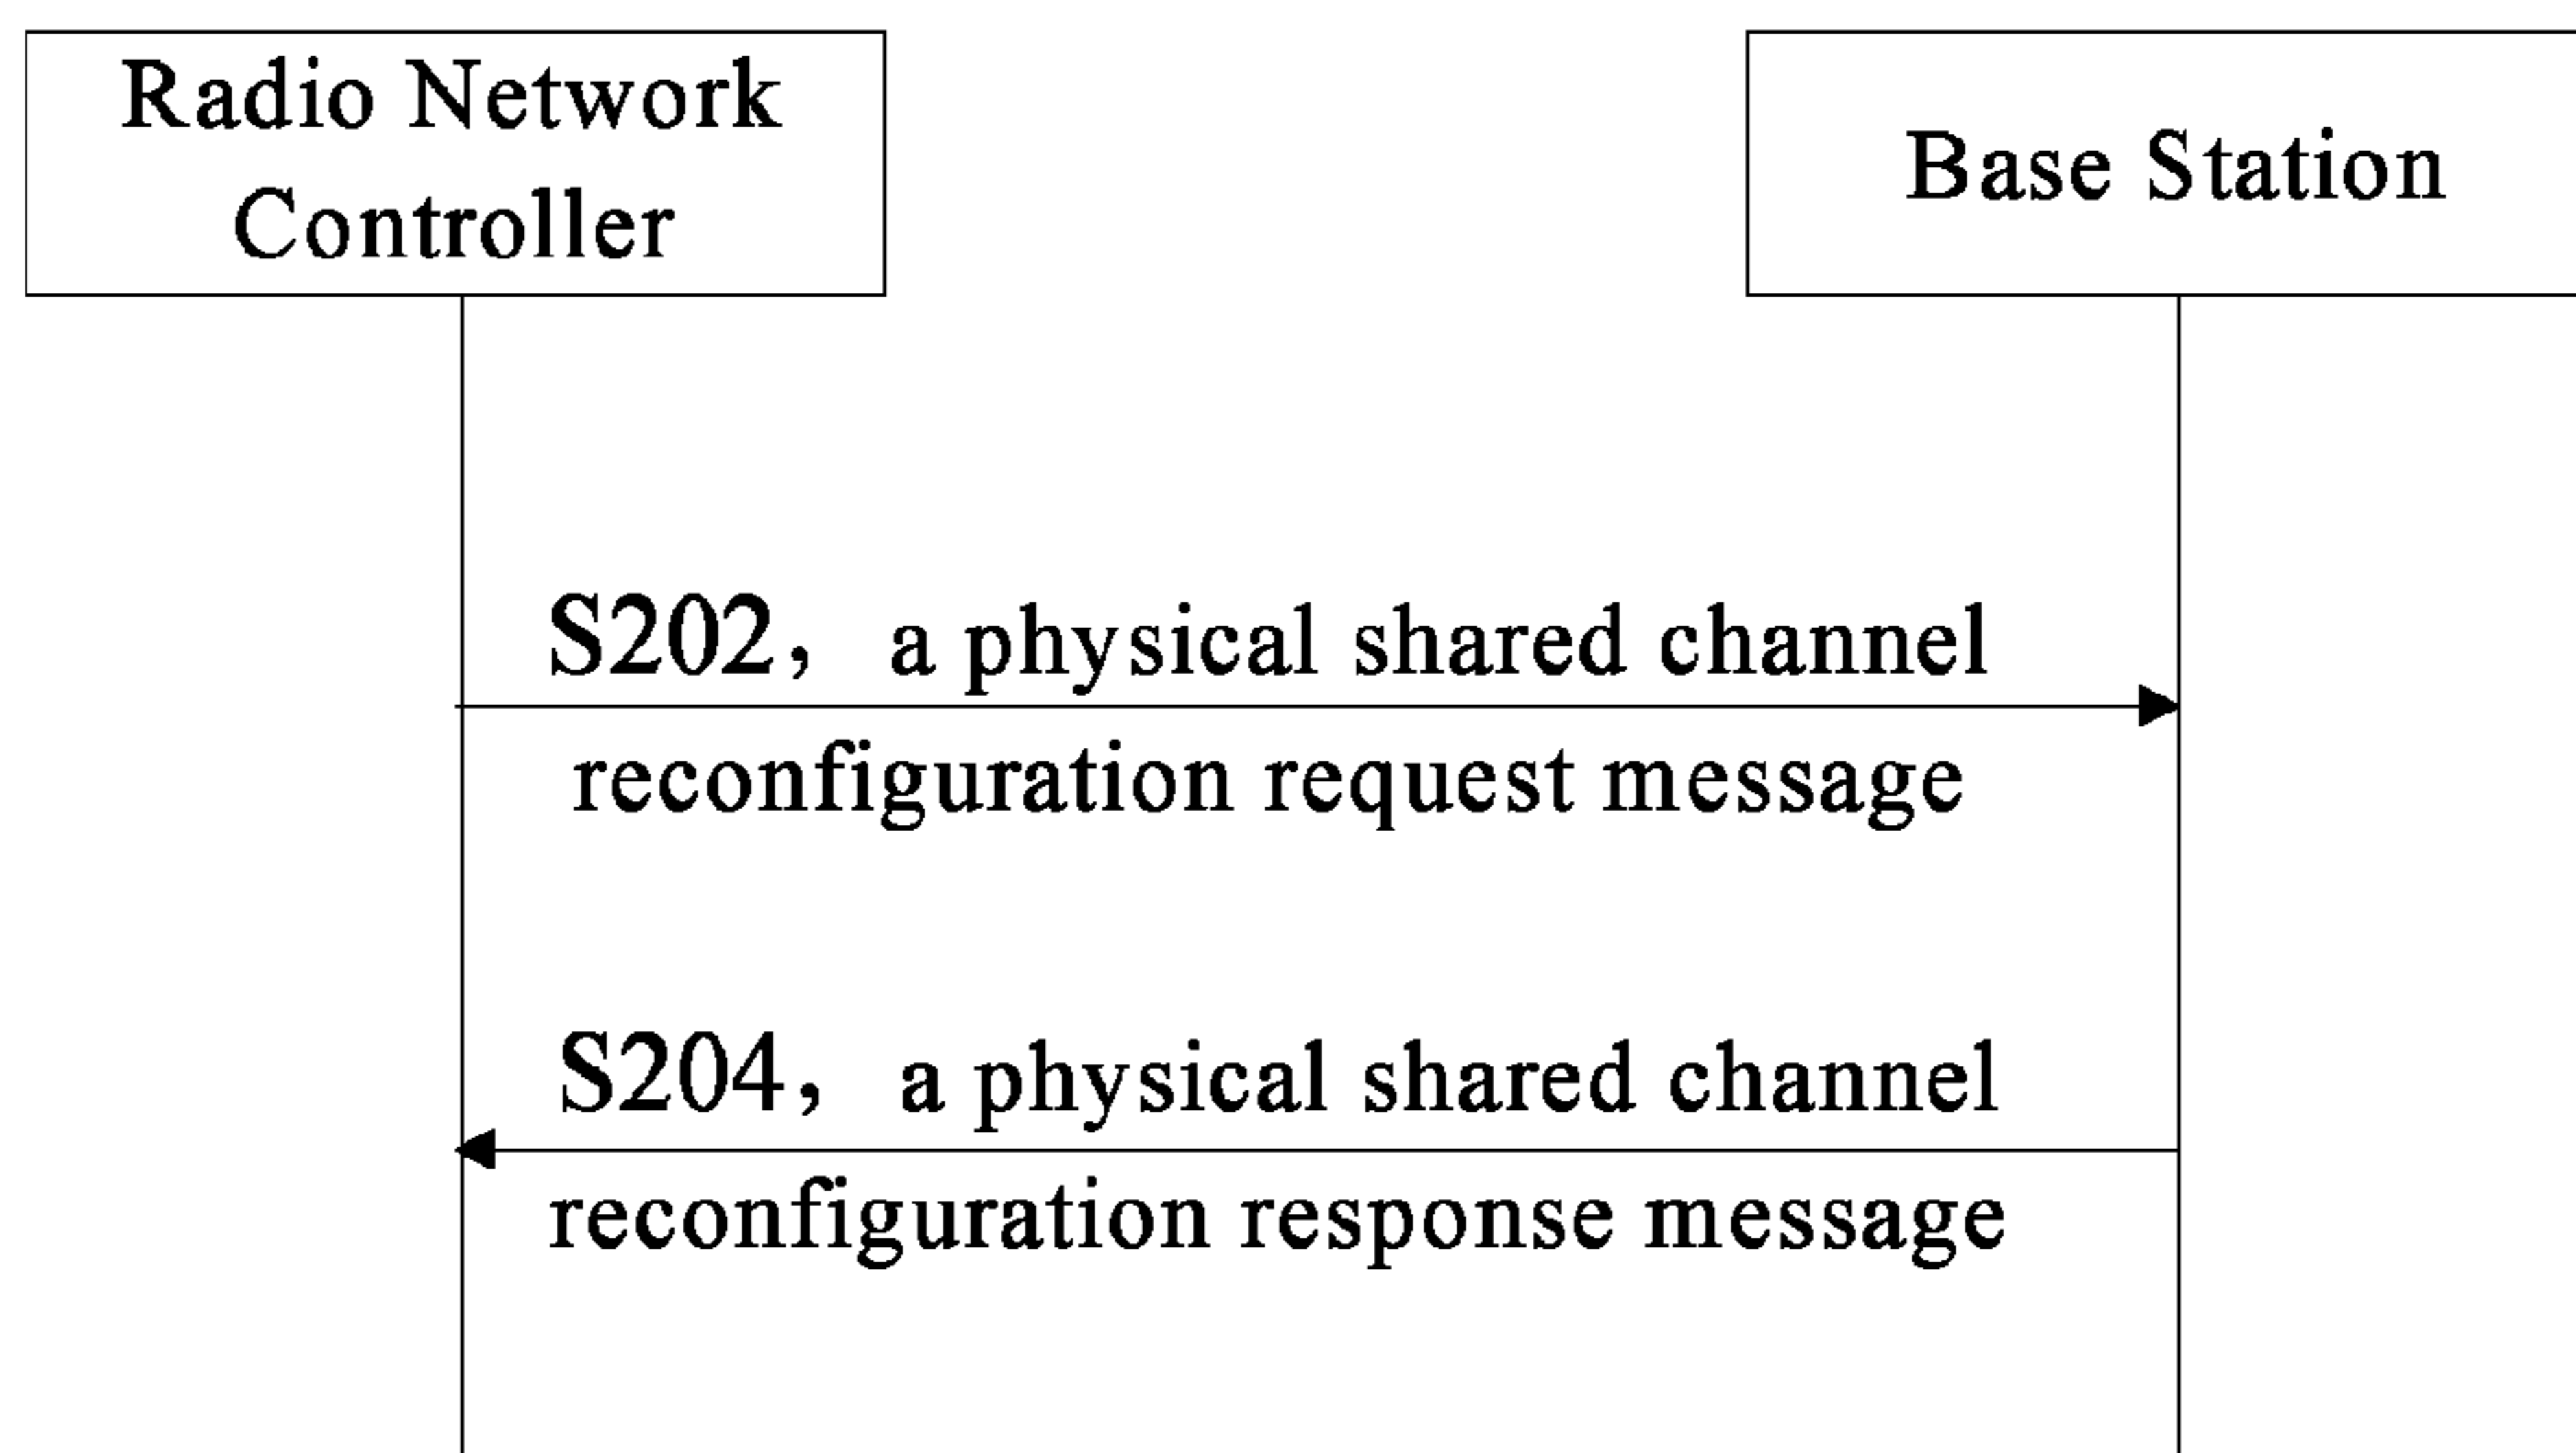 Radio Network
Controller
Base Station
S202, a physical shared channel
reconfiguration request message
S204, a physical shared channel
reconfiguration response message